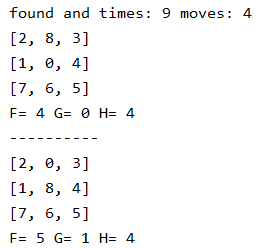 found and times: 9 moves: 4
[2, 8, 3]
[1, 0, 4]
[7, 6, 5]
F= 4 G= 0 H= 4
----------
[2, 0, 3]
[1, 8, 4]
[7, 6, 5]
F= 5 G= 1 H= 4